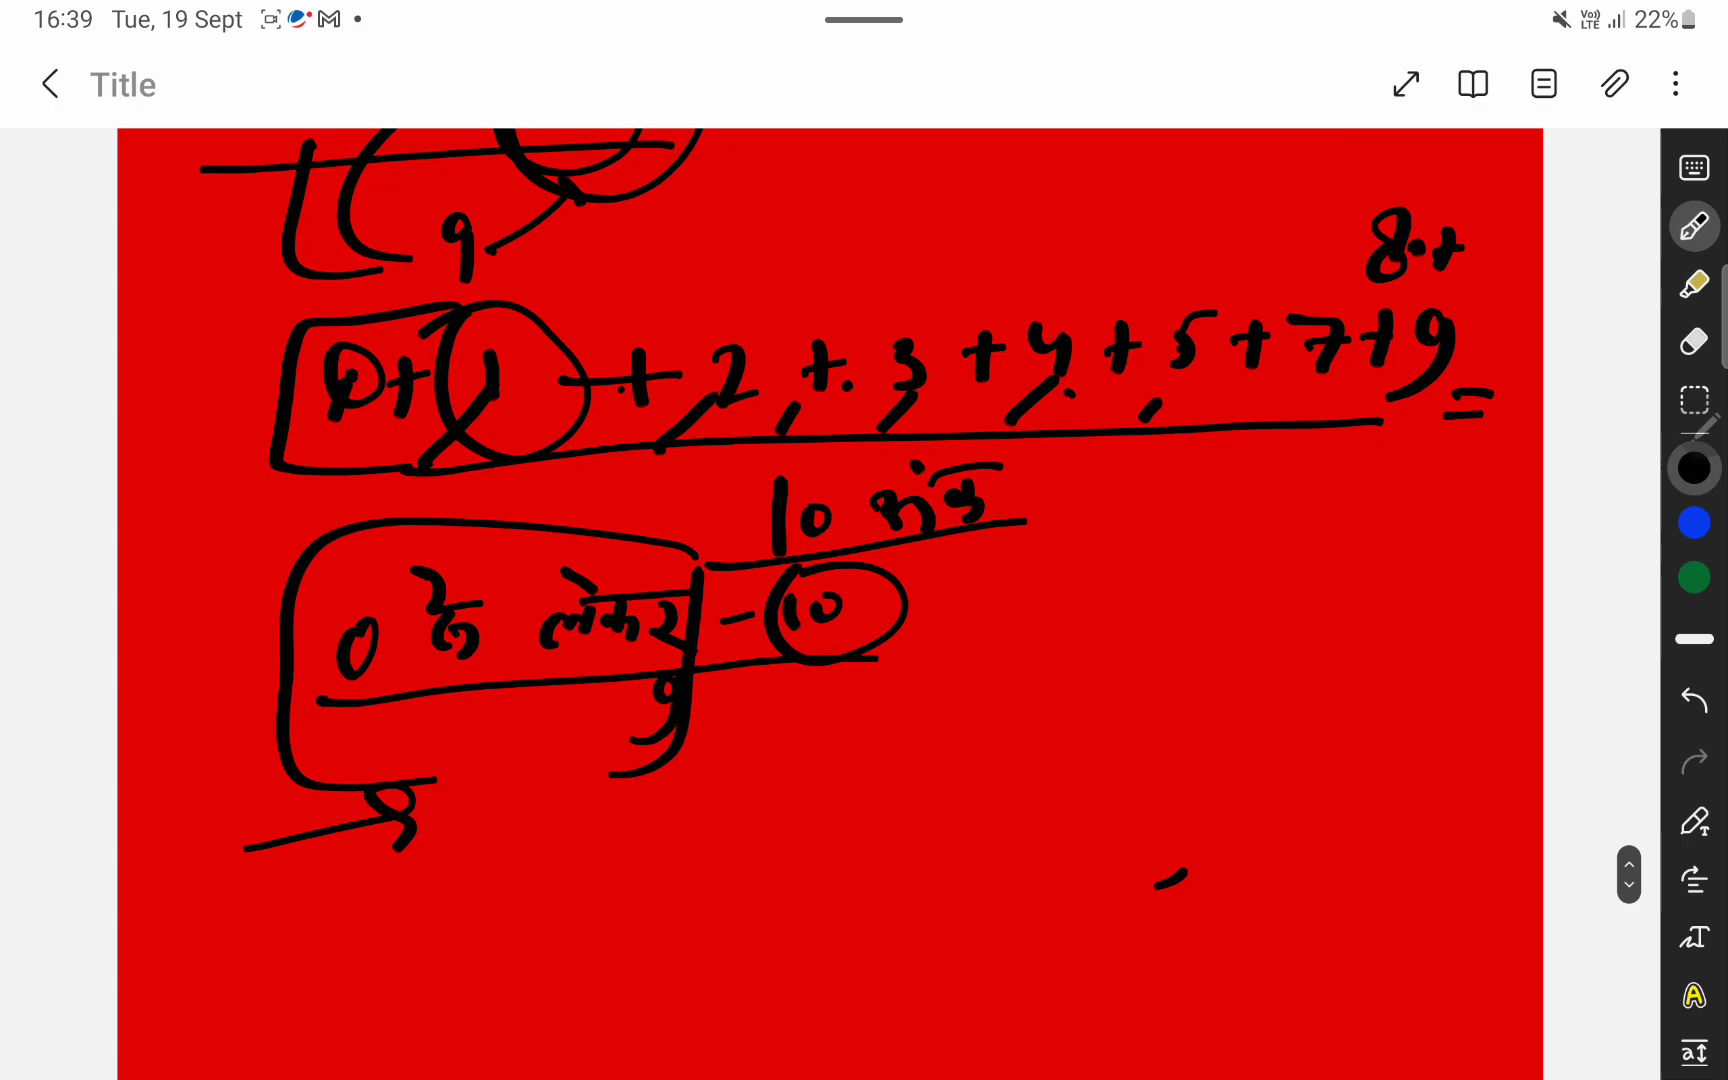 16:39 Tue, 19 Sept 22%
Title
9
8+
0+1+2+3+4+5+7+9=
10 अंक
0 से लेकर - 10
9